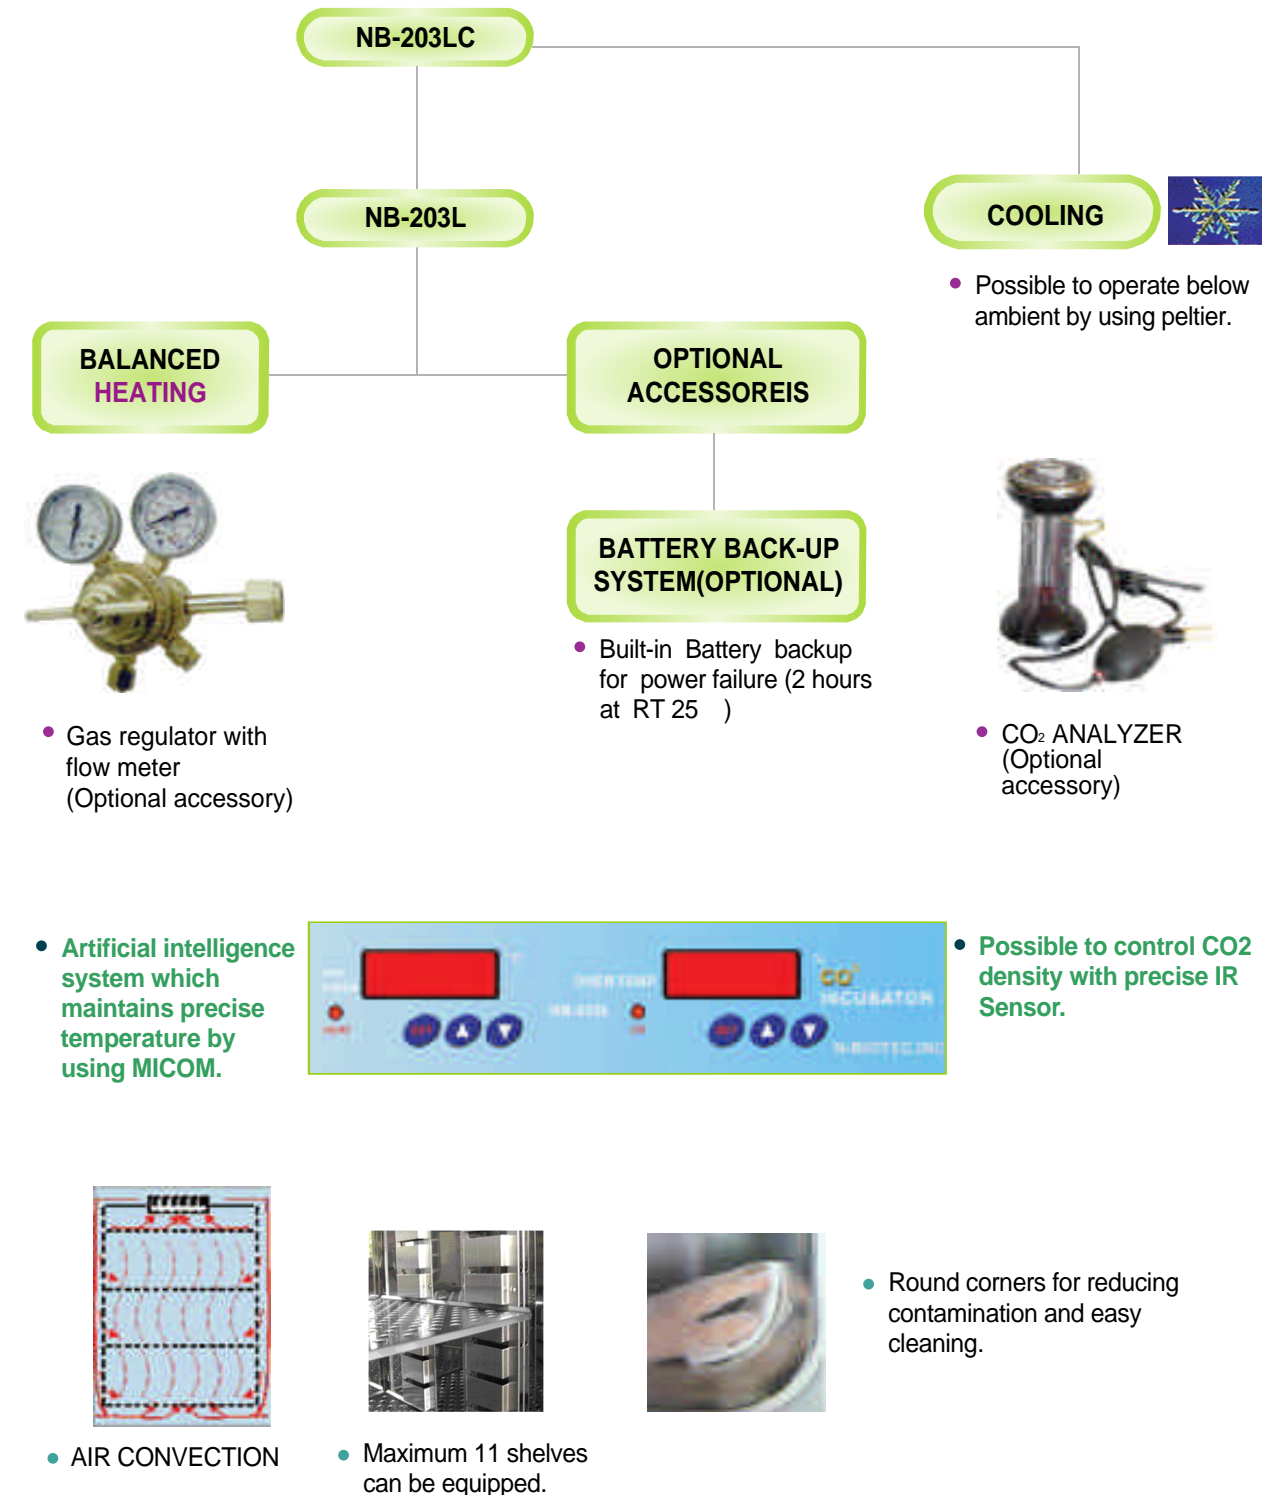 NB-203LC
NB-203L
COOLING
• Possible to operate below
ambient by using peltier.
BALANCED
HEATING
OPTIONAL
ACCESSOREIS
BATTERY BACK-UP
SYSTEM(OPTIONAL)
• Built-in Battery backup
for power failure (2 hours
at RT 25 )
• Gas regulator with
flow meter
(Optional accessory)
• CO₂ ANALYZER
(Optional
accessory)
• Artificial intelligence
system which
maintains precise
temperature by
using MICOM.
CO
INCUBATOR
N-BIOTEC.INC
• Possible to control CO2
density with precise IR
Sensor.
• Round corners for reducing
contamination and easy
cleaning.
• AIR CONVECTION
• Maximum 11 shelves
can be equipped.